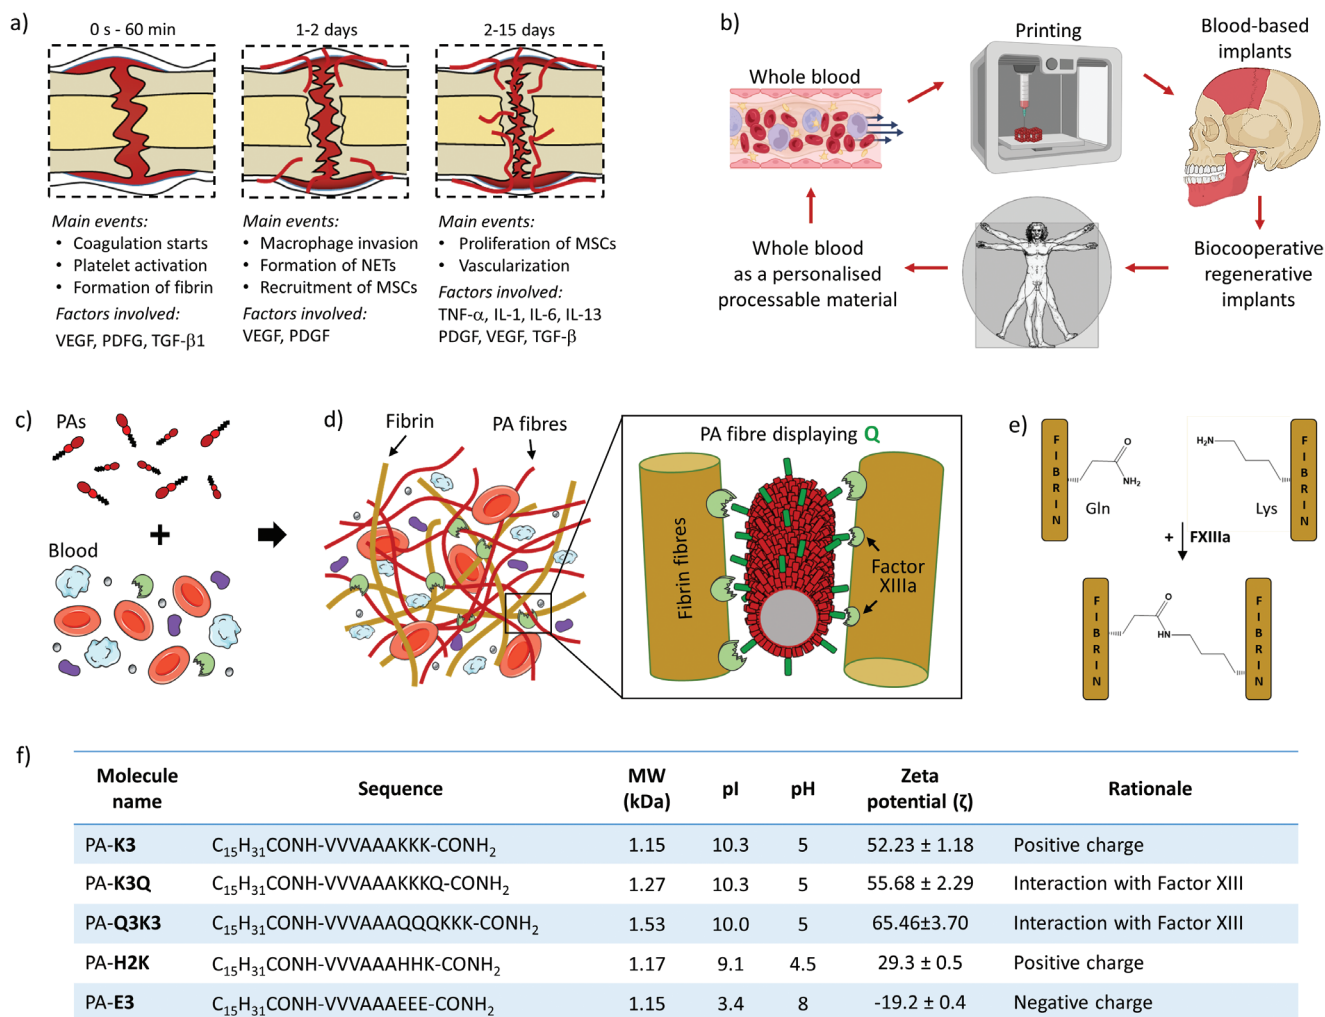 a)
0 s - 60 min
Main events:
• Coagulation starts
• Platelet activation
• Formation of fibrin
Factors involved:
VEGF, PDFG, TGF-β1
1-2 days
Main events:
• Macrophage invasion
• Formation of NETs
• Recruitment of MSCs
Factors involved:
VEGF, PDGF
2-15 days
Main events:
• Proliferation of MSCs
• Vascularization
Factors involved:
TNF-α, IL-1, IL-6, IL-13
PDGF, VEGF, TGF-β
b)
Whole blood
Printing
Blood-based
implants
Biocooperative
regenerative
implants
Whole blood
as a personalised
processable material
c)
PAs
+
Blood
d)
Fibrin
PA fibres
PA fibre displaying Q
Fibrin fibres
Factor
XIIIa
e)
FIBRIN
O
NH2
Gln
H2N
Lys
FIBRIN
+ FXIIIa
FIBRIN
O
HN
FIBRIN
f)
Molecule name Sequence MW (kDa) pI pH Zeta potential (ζ) Rationale
PA-K3 C15H31CONH-VVVAAAKKK-CONH2 1.15 10.3 5 52.23 ± 1.18 Positive charge
PA-K3Q C15H31CONH-VVVAAAKKKQ-CONH2 1.27 10.3 5 55.68 ± 2.29 Interaction with Factor XIII
PA-Q3K3 C15H31CONH-VVVAAAQQQKKK-CONH2 1.53 10.0 5 65.46±3.70 Interaction with Factor XIII
PA-H2K C15H31CONH-VVVAAAHHK-CONH2 1.17 9.1 4.5 29.3 ± 0.5 Positive charge
PA-E3 C15H31CONH-VVVAAAEEE-CONH2 1.15 3.4 8 -19.2 ± 0.4 Negative charge